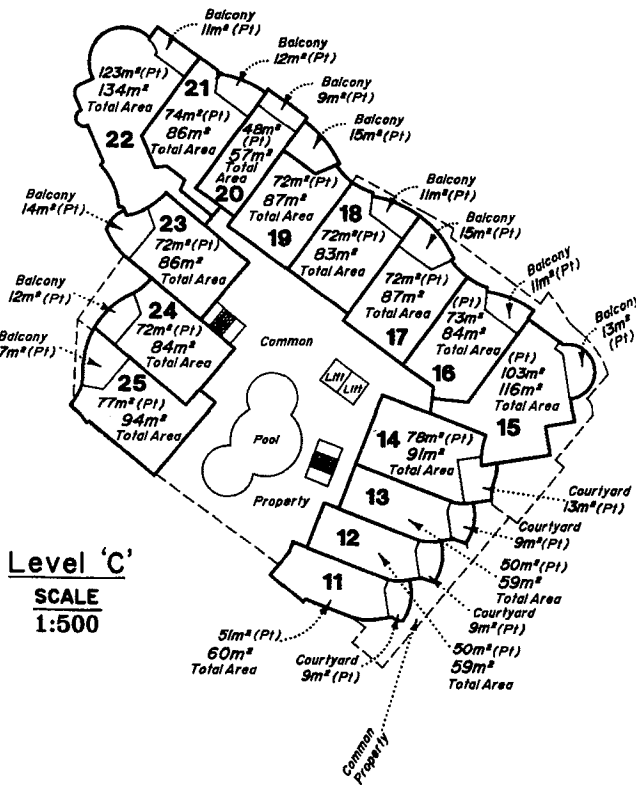 Balcony
11m² (Pt)
Balcony
12m² (Pt)
Balcony
9m² (Pt)
Balcony
15m² (Pt)
Balcony
11m² (Pt)
Balcony
15m² (Pt)
Balcony
11m² (Pt)
Balcony
13m²
(Pt)
123m² (Pt)
134m²
Total Area
22
21
74m² (Pt)
86m²
Total Area
48m²
(Pt)
57m²
Total
Area
20
72m² (Pt)
87m²
Total Area
19
18
72m² (Pt)
83m²
Total Area
72m² (Pt)
87m²
Total Area
17
(Pt)
73m²
84m²
Total Area
16
(Pt)
103m²
116m²
Total Area
15
Balcony
14m² (Pt)
23
72m² (Pt)
86m²
Total Area
Balcony
12m² (Pt)
24
72m² (Pt)
84m²
Total Area
Balcony
7m² (Pt)
25
77m² (Pt)
94m²
Total Area
Common
Lift
Lift
Pool
Property
14
78m² (Pt)
91m²
Total Area
Courtyard
13m² (Pt)
13
Courtyard
9m² (Pt)
50m² (Pt)
59m²
Total Area
12
Courtyard
9m² (Pt)
50m² (Pt)
59m²
Total Area
11
51m² (Pt)
60m²
Total Area
Courtyard
9m² (Pt)
Common
Property
Level 'C'
SCALE
1:500